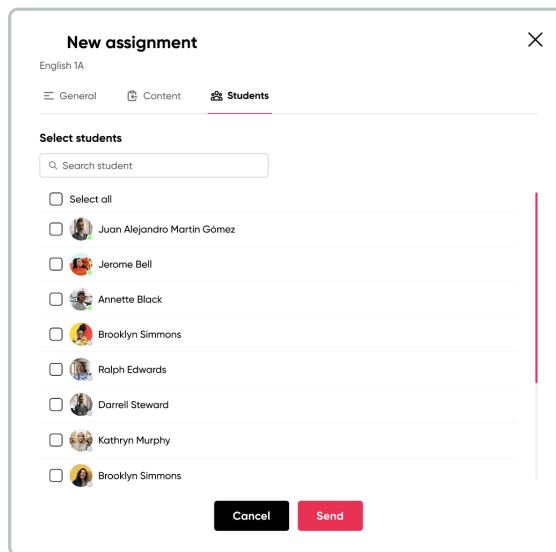 New assignment
English 1A
General Content Students
Select students
Search student
Select all
Juan Alejandro Martín Gómez
Jerome Bell
Annette Black
Brooklyn Simmons
Ralph Edwards
Darrell Steward
Kathryn Murphy
Brooklyn Simmons
Cancel Send